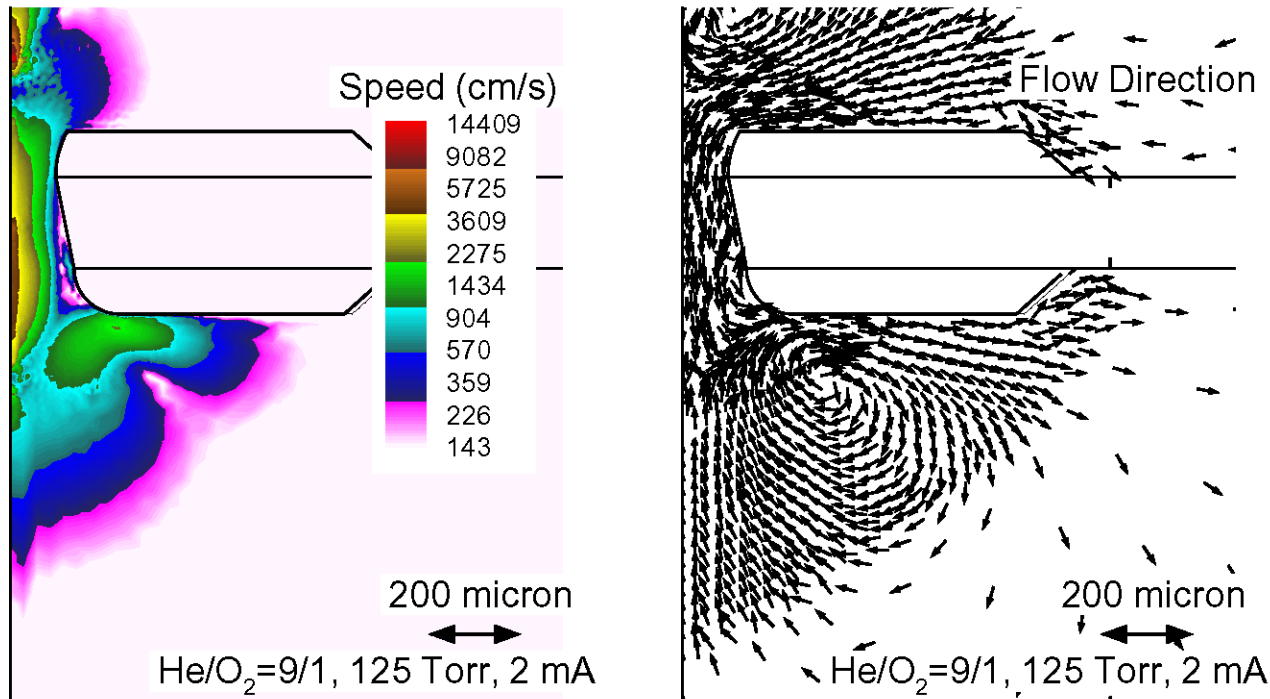 Speed (cm/s)
14409
9082
5725
3609
2275
1434
904
570
359
226
143
200 micron
He/O₂=9/1, 125 Torr, 2 mA
Flow Direction
200 micron
He/O₂=9/1, 125 Torr, 2 mA